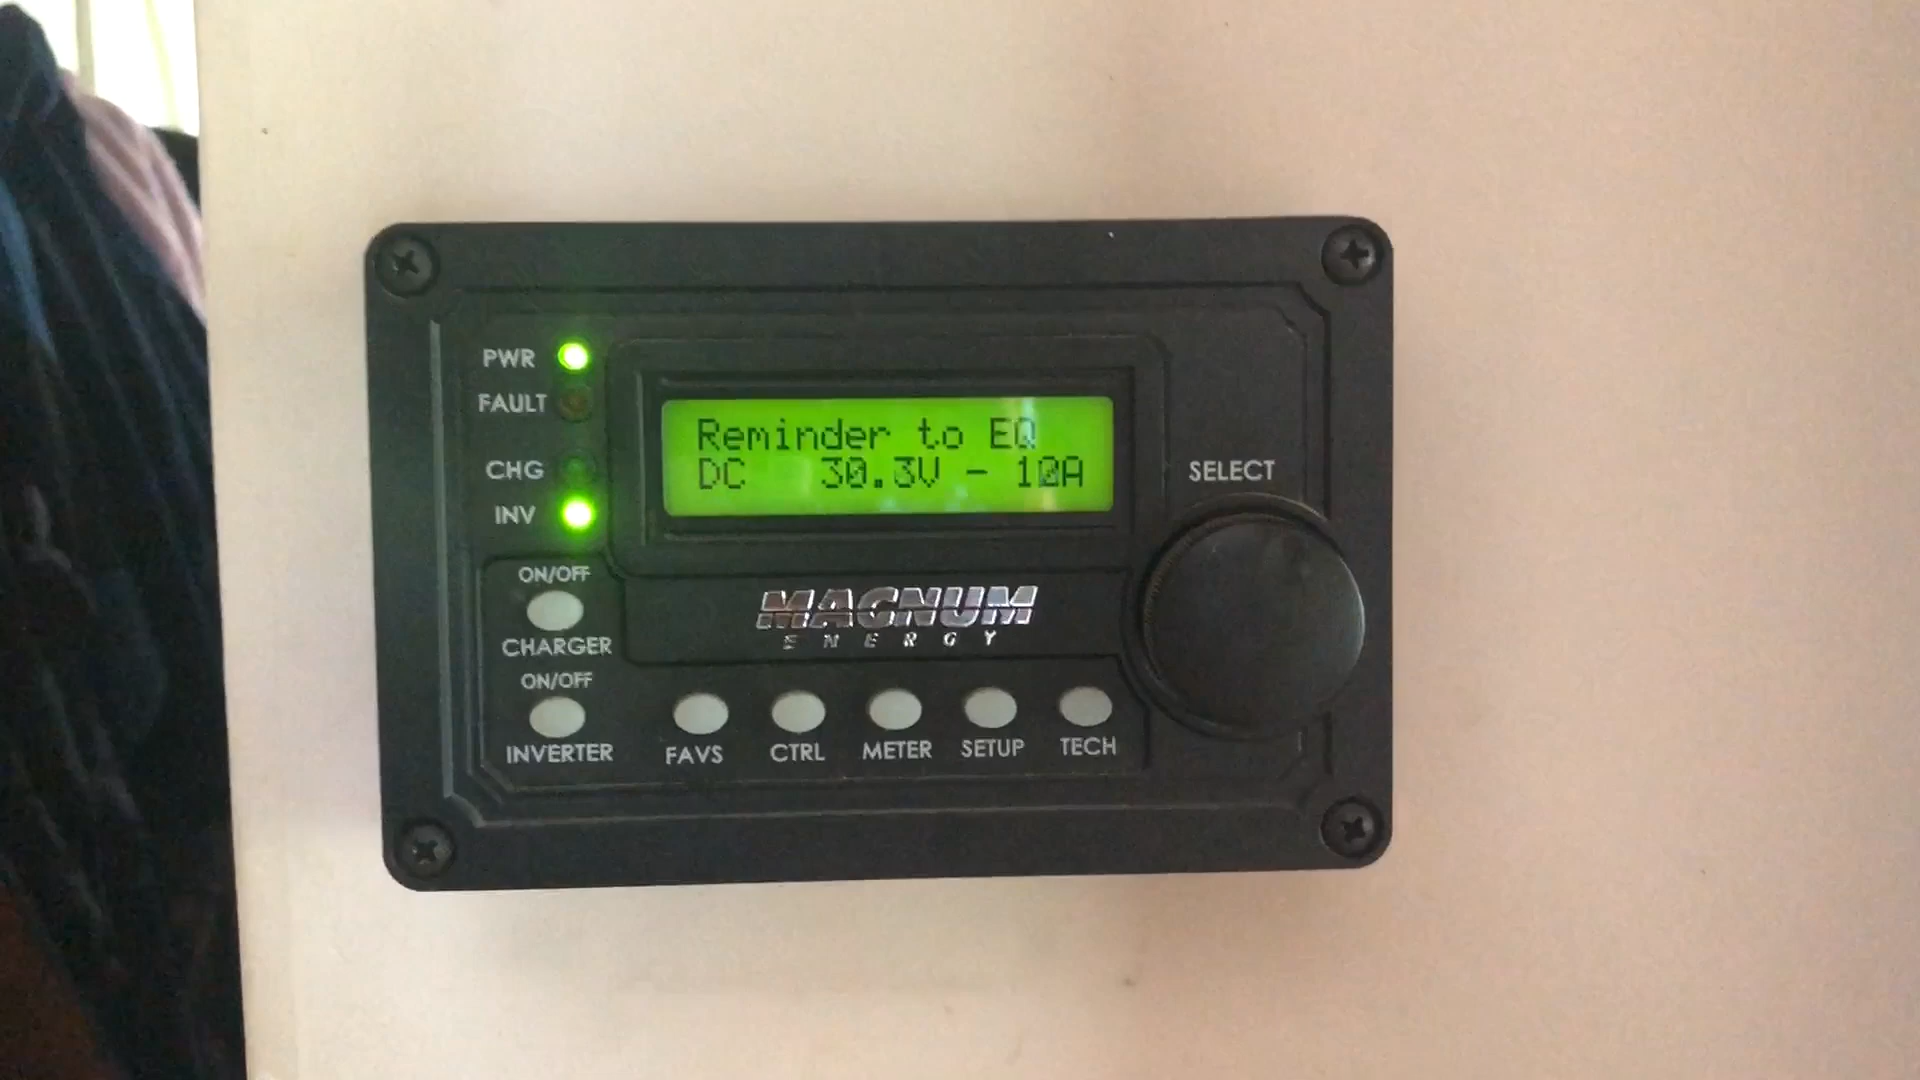 PWR
FAULT
CHG
INV
Reminder to EQ
DC 30.3V - 10A
SELECT
ON/OFF
CHARGER
ON/OFF
INVERTER
MAGNUM
ENERGY
FAVS
CTRL
METER
SETUP
TECH